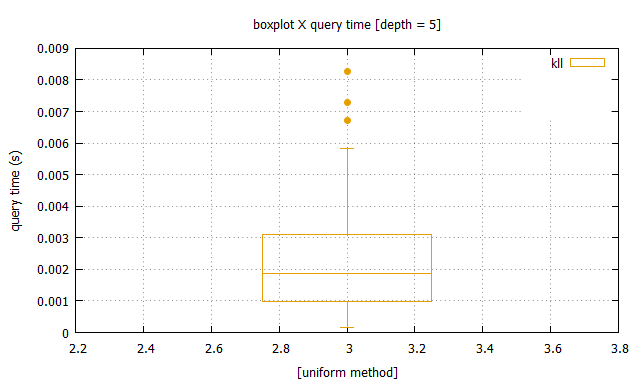 boxplot X query time [depth = 5]
kll
0.009
0.008
0.007
0.006
0.005
0.004
0.003
0.002
0.001
0
query time (s)
2.2 2.4 2.6 2.8 3 3.2 3.4 3.6 3.8
[uniform method]